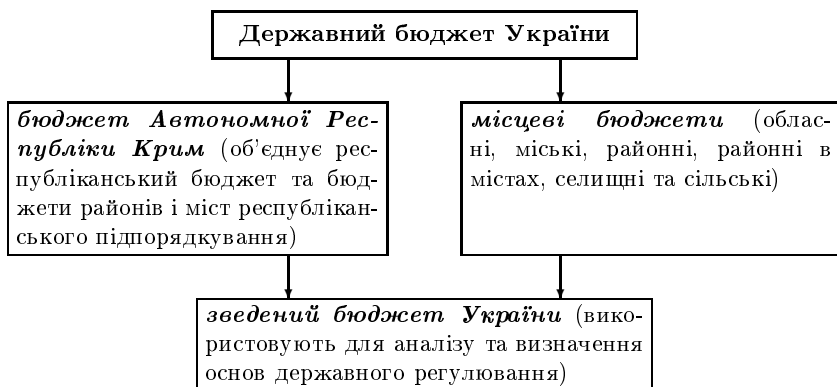 Державний бюджет України
бюджет Автономної Рес-
публіки Крим (об'єднує рес-
публіканський бюджет та бюд-
жети районів і міст республікан-
ського підпорядкування)
місцеві бюджети (облас-
ні, міські, районні, районні в
містах, селищні та сільські)
зведений бюджет України (вико-
ристовують для аналізу та визначення
основ державного регулювання)